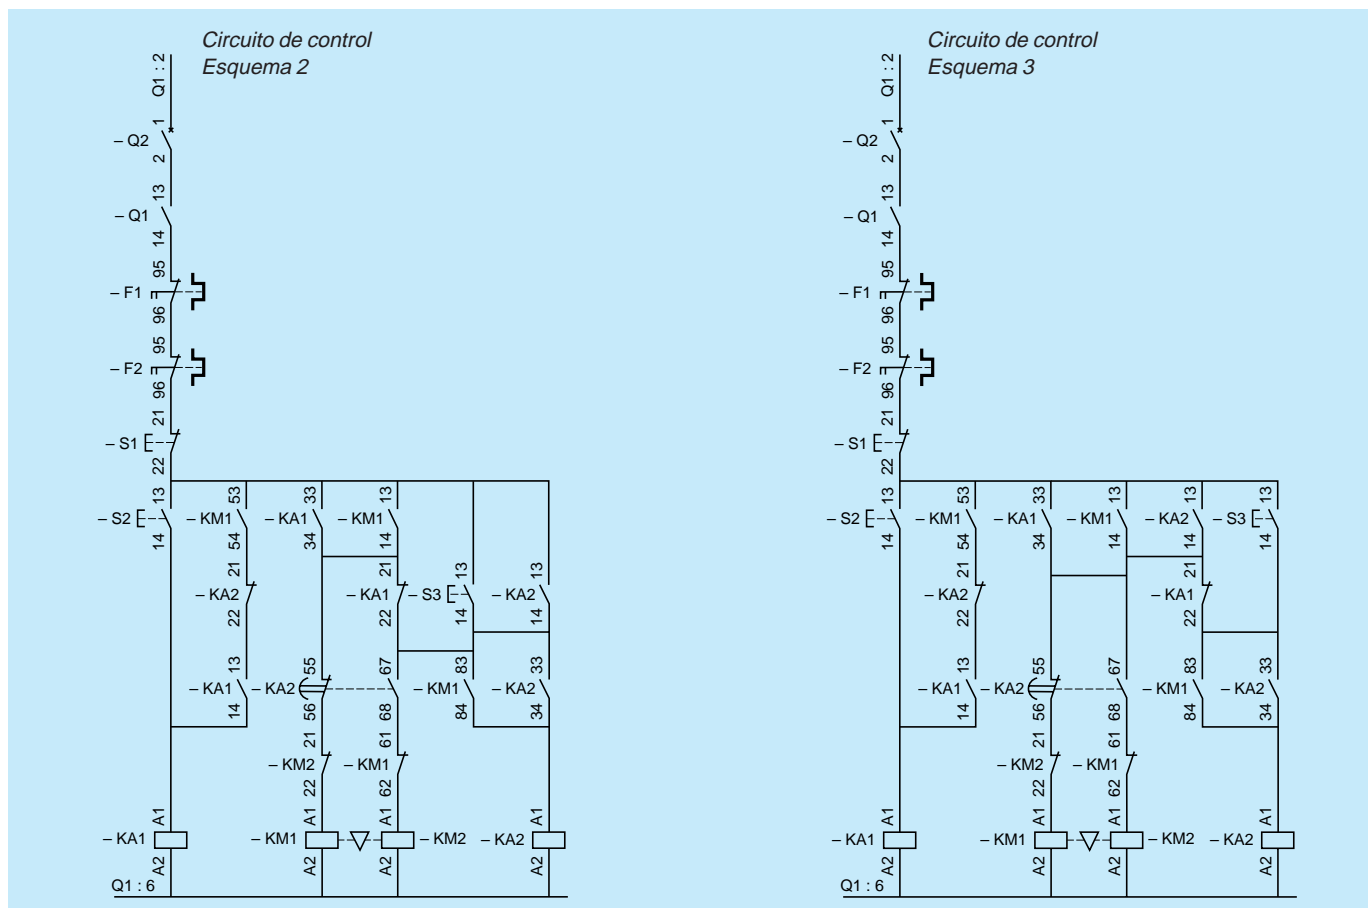 Circuito de control
Esquema 2
Q1 : 2
1
– Q2
2
13
– Q1
14
95
– F1
96
95
– F2
96
21
– S1
22
13
53
33
13
– S2
– KM1
– KA1
– KM1
14
54
34
14
21
21
13
13
– KA2
– KA1
– S3
– KA2
22
22
14
14
13
55
67
83
33
– KA1
– KA2
– KM1
– KA2
14
56
68
84
34
21
61
– KM2
– KM1
22
62
A1
A1
A1
A1
– KA1
– KM1
– KM2
– KA2
A2
A2
A2
A2
Q1 : 6
Circuito de control
Esquema 3
Q1 : 2
1
– Q2
2
13
– Q1
14
95
– F1
96
95
– F2
96
21
– S1
22
13
53
33
13
13
13
– S2
– KM1
– KA1
– KM1
– KA2
– S3
14
54
34
14
14
14
21
21
– KA2
– KA1
22
22
13
55
67
83
33
– KA1
– KA2
– KM1
– KA2
14
56
68
84
34
21
61
– KM2
– KM1
22
62
A1
A1
A1
A1
– KA1
– KM1
– KM2
– KA2
A2
A2
A2
A2
Q1 : 6